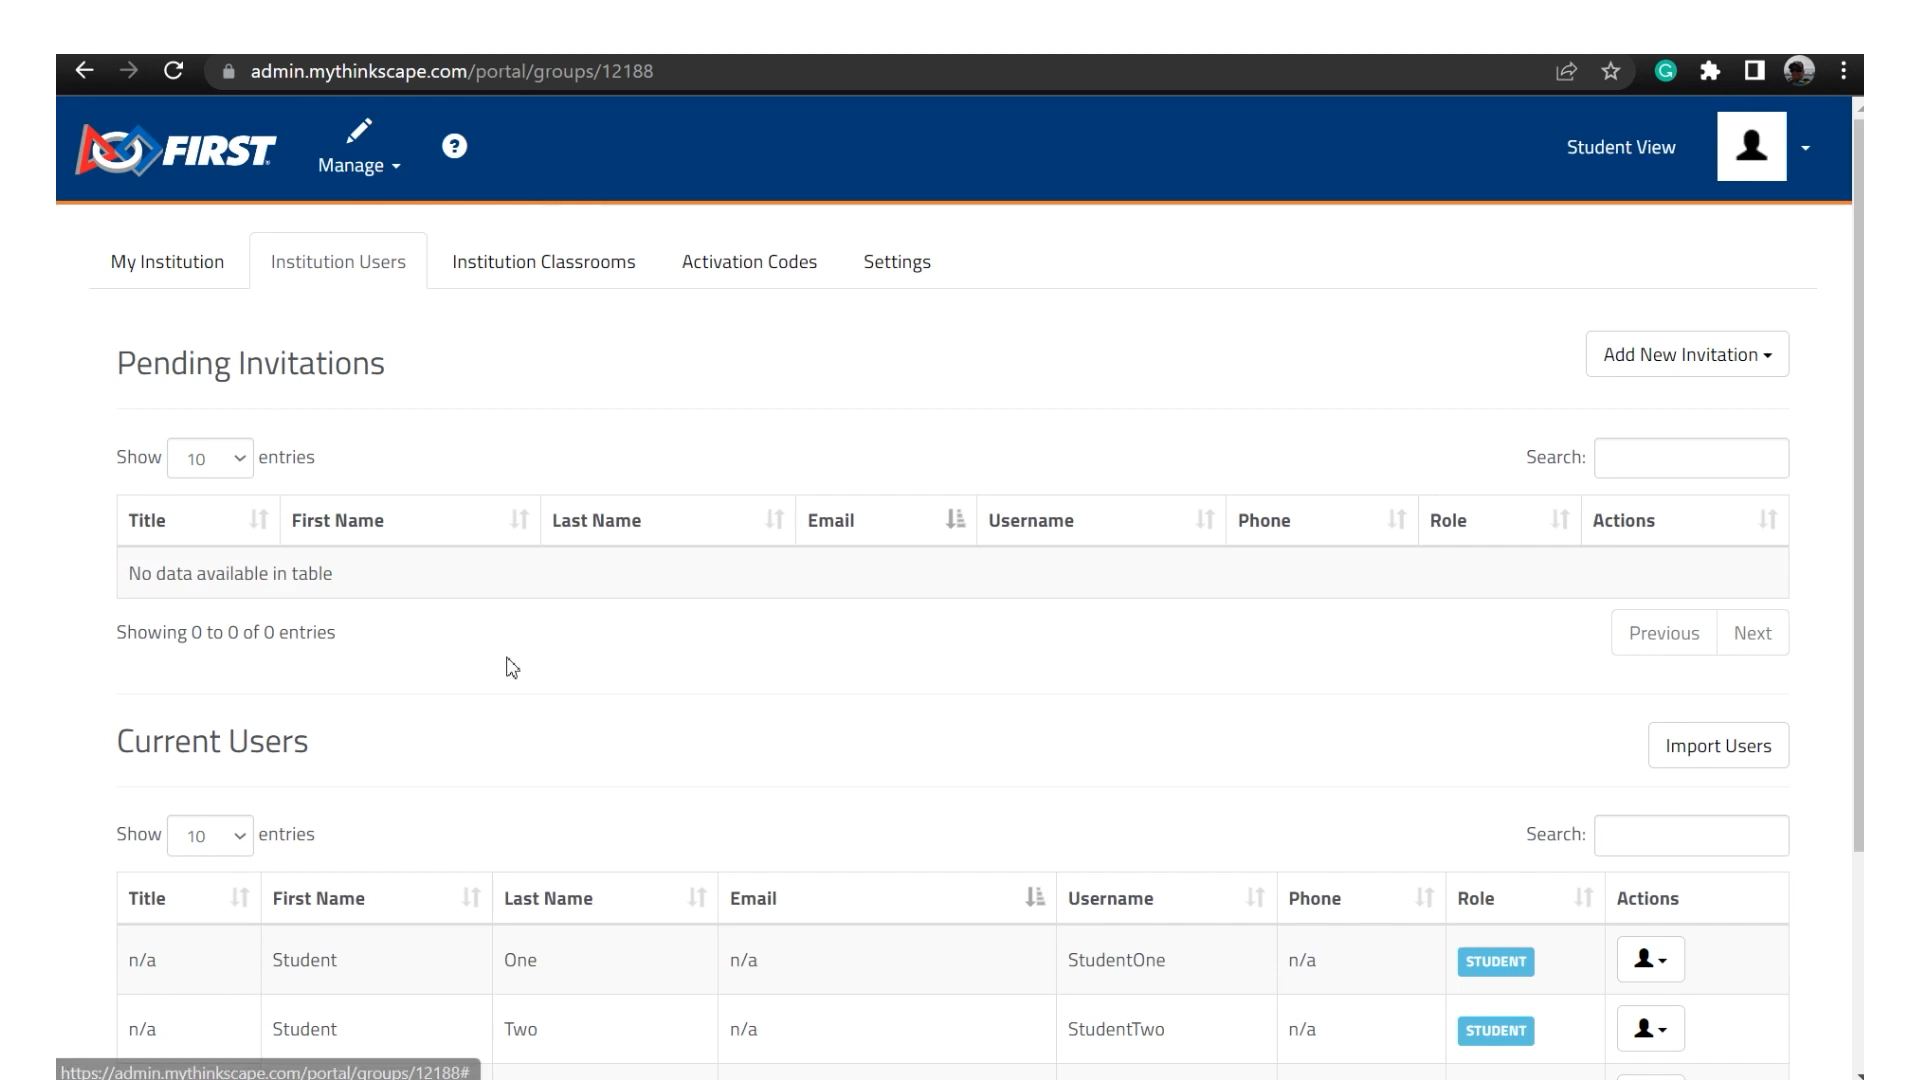 admin.mythinkscape.com/portal/groups/12188
G
FIRST
Manage
?
Student View
My Institution
Institution Users
Institution Classrooms
Activation Codes
Settings
Pending Invitations
Add New Invitation
Show 10 entries
Search:
Title First Name Last Name Email Username Phone Role Actions
No data available in table
Showing 0 to 0 of 0 entries
Previous Next
Current Users
Import Users
Show 10 entries
Search:
Title First Name Last Name Email Username Phone Role Actions
n/a Student One n/a StudentOne n/a STUDENT
n/a Student Two n/a StudentTwo n/a STUDENT
https://admin.mythinkscape.com/portal/groups/12188#